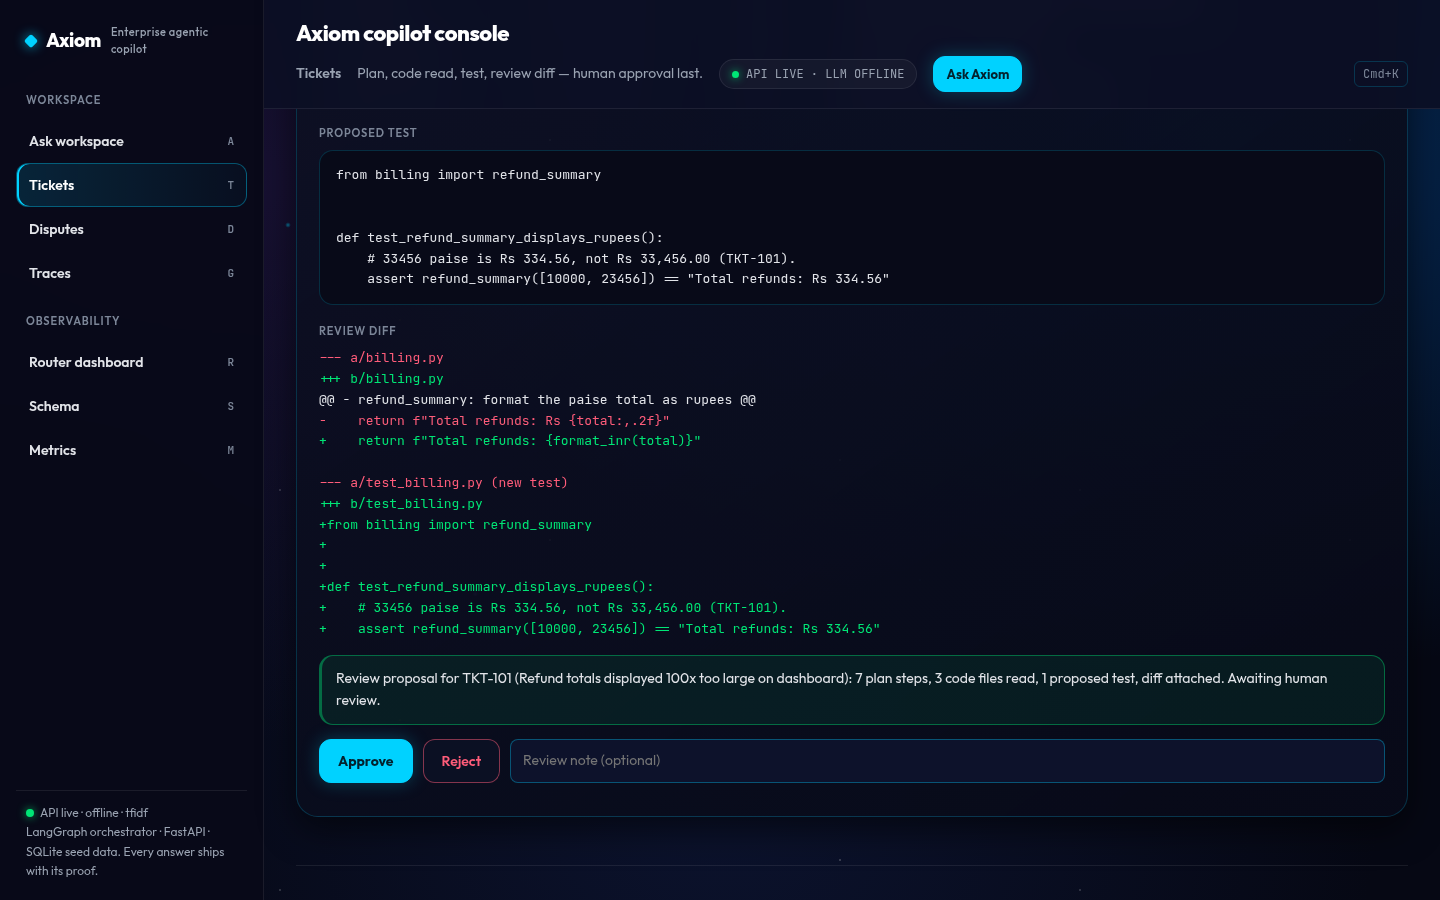 Axiom
Enterprise agentic
copilot
WORKSPACE
Ask workspace A
Tickets T
Disputes D
Traces G
OBSERVABILITY
Router dashboard R
Schema S
Metrics M
API live · offline · tfidf
LangGraph orchestrator · FastAPI ·
SQLite seed data. Every answer ships
with its proof.
Axiom copilot console
Tickets Plan, code read, test, review diff — human approval last. API LIVE · LLM OFFLINE Ask Axiom Cmd+K
PROPOSED TEST
from billing import refund_summary
def test_refund_summary_displays_rupees():
    # 33456 paise is Rs 334.56, not Rs 33,456.00 (TKT-101).
    assert refund_summary([10000, 23456]) == "Total refunds: Rs 334.56"
REVIEW DIFF
--- a/billing.py
+++ b/billing.py
@@ - refund_summary: format the paise total as rupees @@
-    return f"Total refunds: Rs {total:,.2f}"
+    return f"Total refunds: {format_inr(total)}"
--- a/test_billing.py (new test)
+++ b/test_billing.py
+from billing import refund_summary
+
+
+def test_refund_summary_displays_rupees():
+    # 33456 paise is Rs 334.56, not Rs 33,456.00 (TKT-101).
+    assert refund_summary([10000, 23456]) == "Total refunds: Rs 334.56"
Review proposal for TKT-101 (Refund totals displayed 100x too large on dashboard): 7 plan steps, 3 code files read, 1 proposed test, diff attached. Awaiting human
review.
Approve Reject Review note (optional)